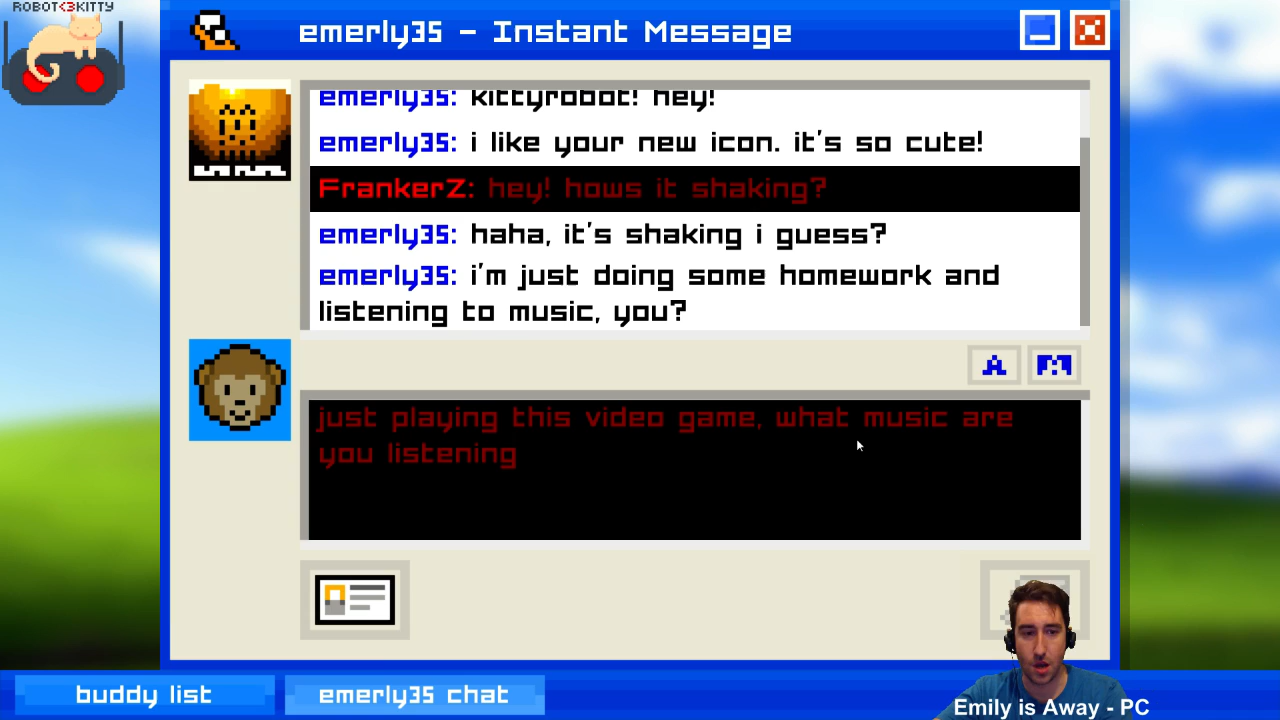 ROBOT<3KITTY
emerly35 - Instant Message
emerly35: kittyrobot! hey!
emerly35: i like your new icon. it's so cute!
FrankerZ: hey! hows it shaking?
emerly35: haha, it's shaking i guess?
emerly35: i'm just doing some homework and
listening to music, you?
A
just playing this video game, what music are
you listening
buddy list
emerly35 chat
Emily is Away - PC